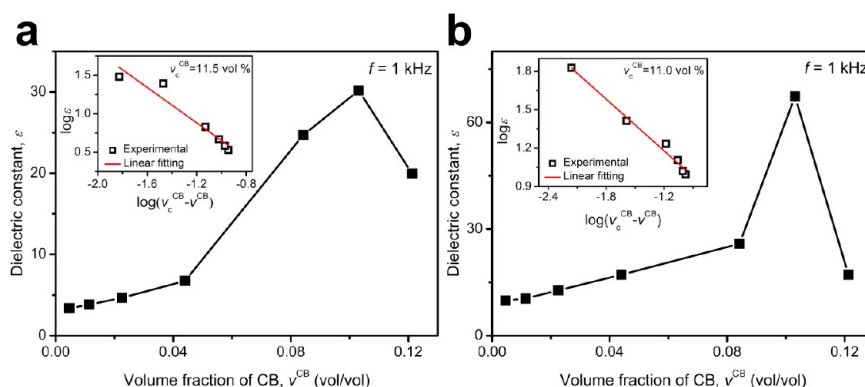 a
Dielectric constant, ε
60
30
20
10
0
0.00 0.04 0.08 0.12
Volume fraction of CB, v^CB (vol/vol)
f = 1 kHz
logε
1.5
1.0
0.5
-2.0 -1.6 -1.2 -0.8
log(v_c^CB-v^CB)
v_c^CB=11.5 vol %
Experimental
Linear fitting
b
Dielectric constant, ε
60
30
0
0.00 0.04 0.08 0.12
Volume fraction of CB, v^CB (vol/vol)
f = 1 kHz
logε
1.8
1.5
1.2
0.9
-2.4 -1.8 -1.2
log(v_c^CB-v^CB)
v_c^CB=11.0 vol %
Experimental
Linear fitting